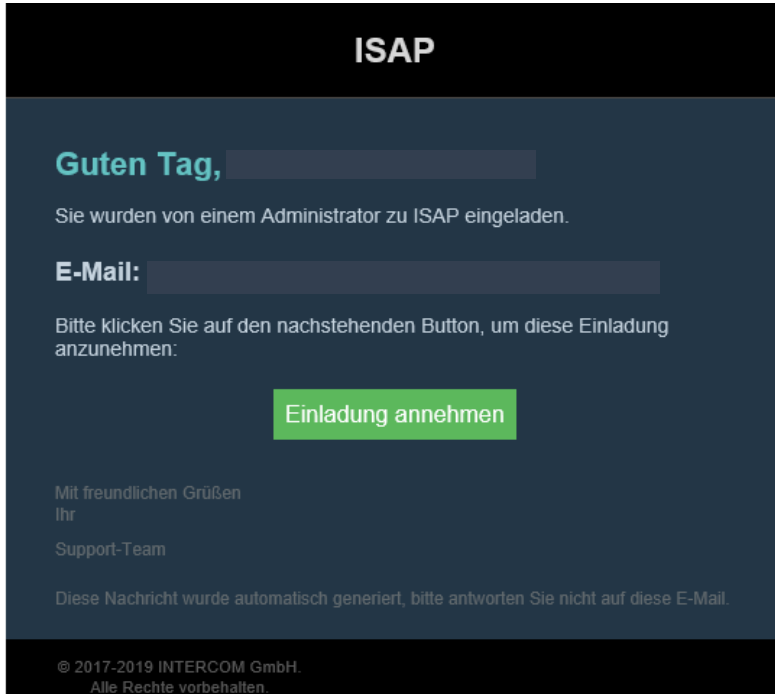 ISAP
Guten Tag,
Sie wurden von einem Administrator zu ISAP eingeladen.
E-Mail:
Bitte klicken Sie auf den nachstehenden Button, um diese Einladung
anzunehmen:
Einladung annehmen
Mit freundlichen Grüßen
Ihr
Support-Team
Diese Nachricht wurde automatisch generiert, bitte antworten Sie nicht auf diese E-Mail.
© 2017-2019 INTERCOM GmbH.
Alle Rechte vorbehalten.